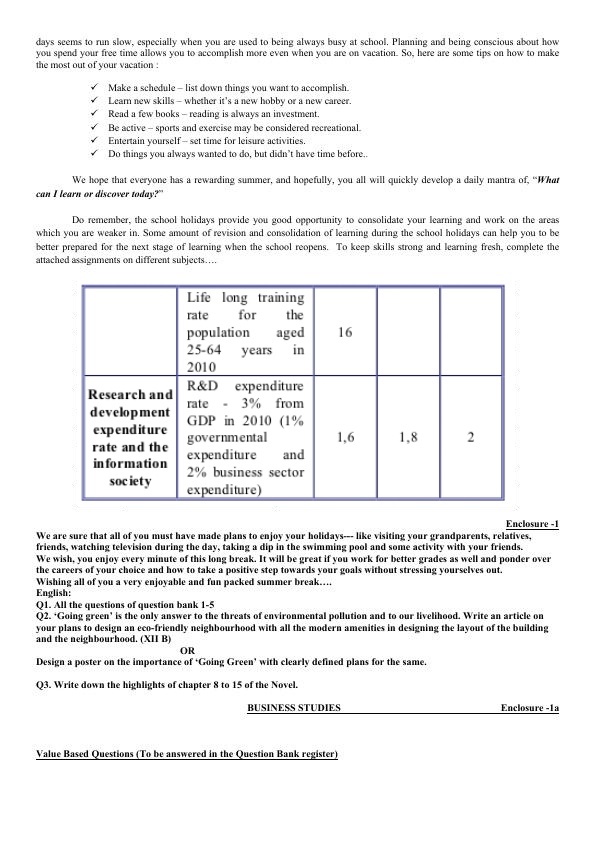 days seems to run slow, especially when you are used to being always busy at school. Planning and being conscious about how
you spend your free time allows you to accomplish more even when you are on vacation. So, here are some tips on how to make
the most out of your vacation :
✓ Make a schedule – list down things you want to accomplish.
✓ Learn new skills – whether it's a new hobby or a new career.
✓ Read a few books – reading is always an investment.
✓ Be active – sports and exercise may be considered recreational.
✓ Entertain yourself – set time for leisure activities.
✓ Do things you always wanted to do, but didn't have time before..
We hope that everyone has a rewarding summer, and hopefully, you all will quickly develop a daily mantra of, "What
can I learn or discover today?"
Do remember, the school holidays provide you good opportunity to consolidate your learning and work on the areas
which you are weaker in. Some amount of revision and consolidation of learning during the school holidays can help you to be
better prepared for the next stage of learning when the school reopens. To keep skills strong and learning fresh, complete the
attached assignments on different subjects….
Life long training
rate for the
population aged
25-64 years in
2010
16
Research and
development
expenditure
rate and the
information
society
R&D expenditure
rate - 3% from
GDP in 2010 (1%
governmental
expenditure and
2% business sector
expenditure)
1,6
1,8
2
Enclosure -1
We are sure that all of you must have made plans to enjoy your holidays--- like visiting your grandparents, relatives,
friends, watching television during the day, taking a dip in the swimming pool and some activity with your friends.
We wish, you enjoy every minute of this long break. It will be great if you work for better grades as well and ponder over
the careers of your choice and how to take a positive step towards your goals without stressing yourselves out.
Wishing all of you a very enjoyable and fun packed summer break….
English:
Q1. All the questions of question bank 1-5
Q2. 'Going green' is the only answer to the threats of environmental pollution and to our livelihood. Write an article on
your plans to design an eco-friendly neighbourhood with all the modern amenities in designing the layout of the building
and the neighbourhood. (XII B)
OR
Design a poster on the importance of 'Going Green' with clearly defined plans for the same.
Q3. Write down the highlights of chapter 8 to 15 of the Novel.
BUSINESS STUDIES Enclosure -1a
Value Based Questions (To be answered in the Question Bank register)